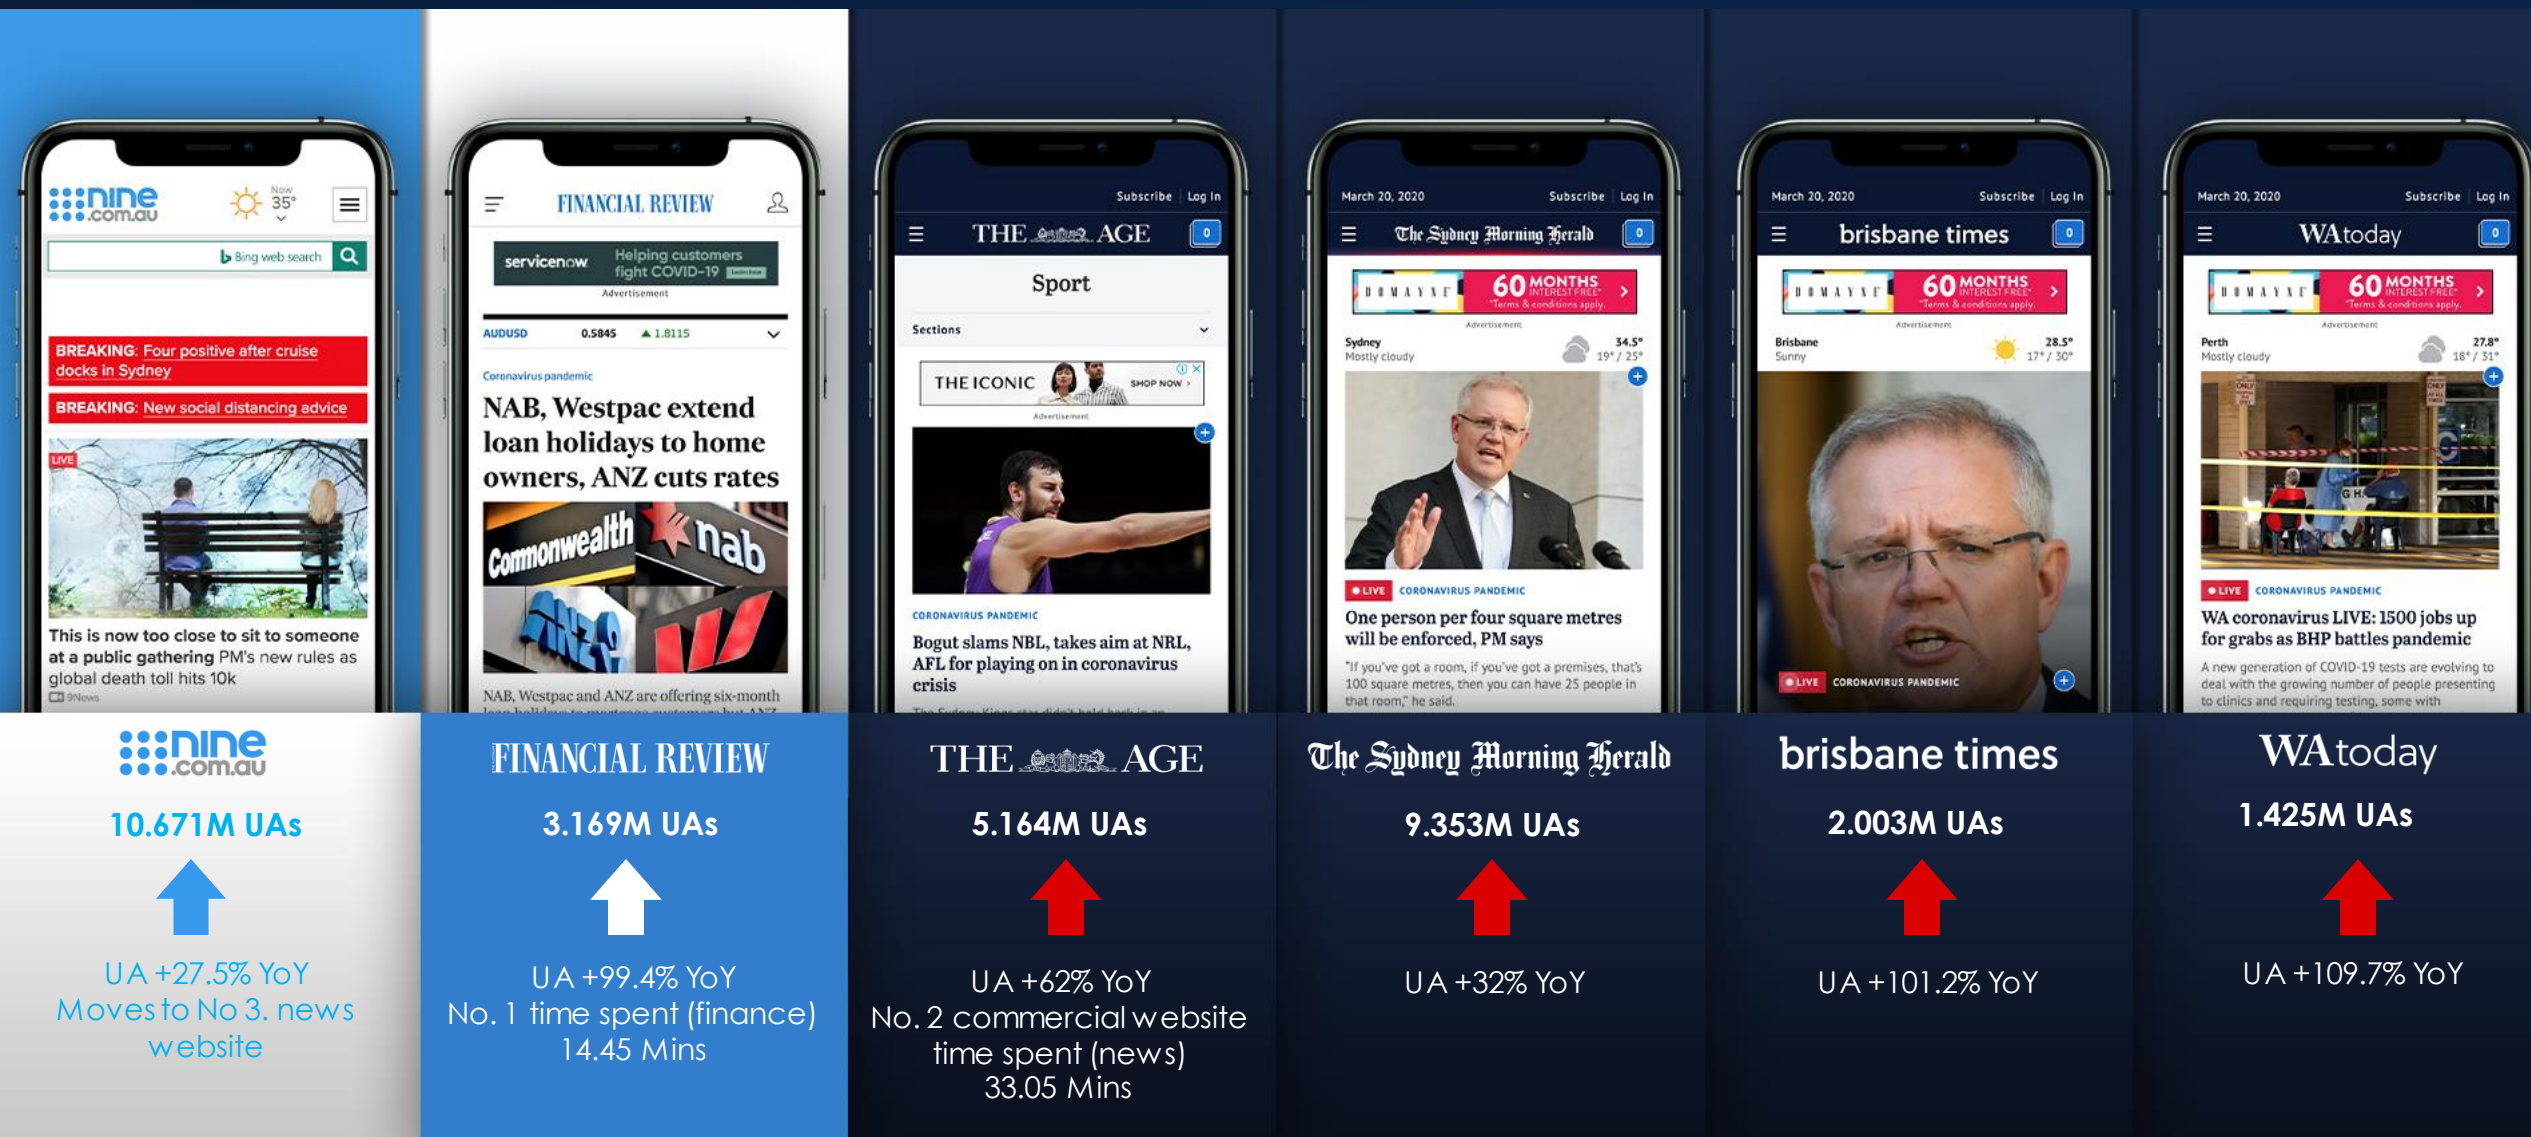 nine
.com.au
Now
35°
Bing web search
BREAKING: Four positive after cruise
docks in Sydney
BREAKING: New social distancing advice
LIVE
This is now too close to sit to someone
at a public gathering PM's new rules as
global death toll hits 10k
9News
nine
.com.au
10.671M UAs
UA +27.5% YoY
Moves to No 3. news
website
FINANCIAL REVIEW
servicenow
Helping customers
fight COVID-19
Advertisement
AUDUSD 0.5845 ▲ 1.8115
Coronavirus pandemic
NAB, Westpac extend
loan holidays to home
owners, ANZ cuts rates
Commonwealth
nab
ANZ
NAB, Westpac and ANZ are offering six-month
FINANCIAL REVIEW
3.169M UAs
UA +99.4% YoY
No. 1 time spent (finance)
14.45 Mins
Subscribe Log In
THE AGE
0
Sport
Sections
THE ICONIC
SHOP NOW >
Advertisement
CORONAVIRUS PANDEMIC
Bogut slams NBL, takes aim at NRL,
AFL for playing on in coronavirus
crisis
THE AGE
5.164M UAs
UA +62% YoY
No. 2 commercial website
time spent (news)
33.05 Mins
March 20, 2020 Subscribe Log In
The Sydney Morning Herald
0
DOMAYNE
60 MONTHS
INTEREST FREE*
*Terms & conditions apply.
Advertisement
Sydney 34.5°
Mostly cloudy 19° / 25°
LIVE CORONAVIRUS PANDEMIC
One person per four square metres
will be enforced, PM says
"If you've got a room, if you've got a premises, that's
100 square metres, then you can have 25 people in
that room," he said.
The Sydney Morning Herald
9.353M UAs
UA +32% YoY
March 20, 2020 Subscribe Log In
brisbane times
0
DOMAYNE
60 MONTHS
INTEREST FREE*
*Terms & conditions apply.
Advertisement
Brisbane 28.5°
Sunny 17° / 30°
LIVE CORONAVIRUS PANDEMIC
brisbane times
2.003M UAs
UA +101.2% YoY
March 20, 2020 Subscribe Log In
WAtoday
0
DOMAYNE
60 MONTHS
INTEREST FREE*
*Terms & conditions apply.
Advertisement
Perth 27.8°
Mostly cloudy 18° / 31°
LIVE CORONAVIRUS PANDEMIC
WA coronavirus LIVE: 1500 jobs up
for grabs as BHP battles pandemic
A new generation of COVID-19 tests are evolving to
deal with the growing number of people presenting
to clinics and requiring testing, some with
WAtoday
1.425M UAs
UA +109.7% YoY